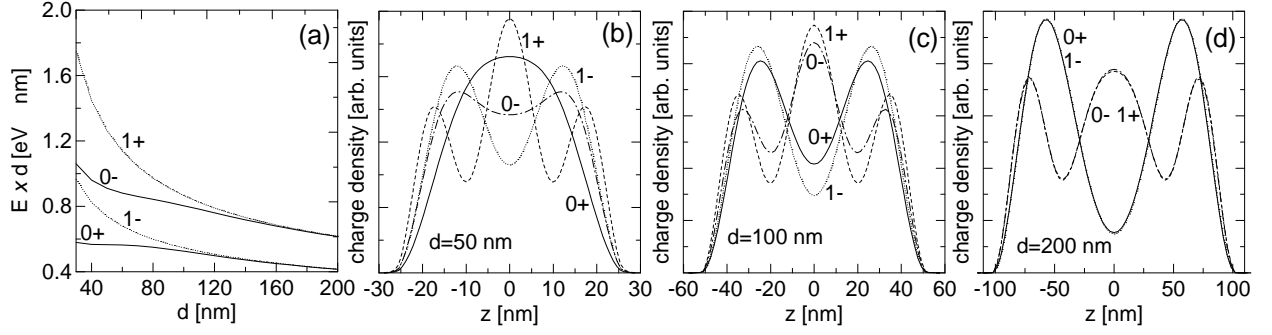 2.0
1.6
1.2
0.8
0.4
E x d [eV nm]
40
80
120
160
200
d [nm]
(a)
1+
0-
1-
0+
charge density [arb. units]
(b)
1+
1-
0-
0+
d=50 nm
-30
-20
-10
0
10
20
30
z [nm]
charge density [arb. units]
(c)
1+
0-
0+
1-
d=100 nm
-60
-40
-20
0
20
40
60
z [nm]
charge density [arb. units]
(d)
0+
1-
0- 1+
d=200 nm
-100
-50
0
50
100
z [nm]